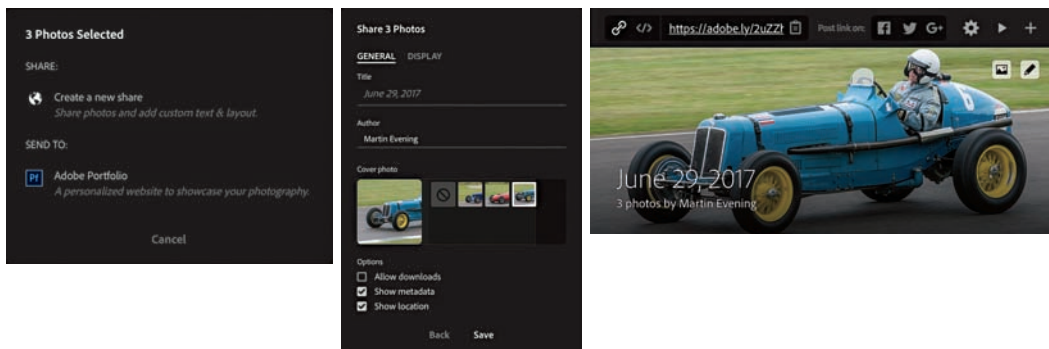 3 Photos Selected
SHARE:
Create a new share
Share photos and add custom text & layout.
SEND TO:
Pf
Adobe Portfolio
A personalized website to showcase your photography.
Cancel
Share 3 Photos
GENERAL DISPLAY
Title
June 29, 2017
Author
Martin Evening
Cover photo
Options
Allow downloads
Show metadata
Show location
Back Save
</> https://adobe.ly/2uZZh Post link on: G+
6
June 29, 2017
3 photos by Martin Evening